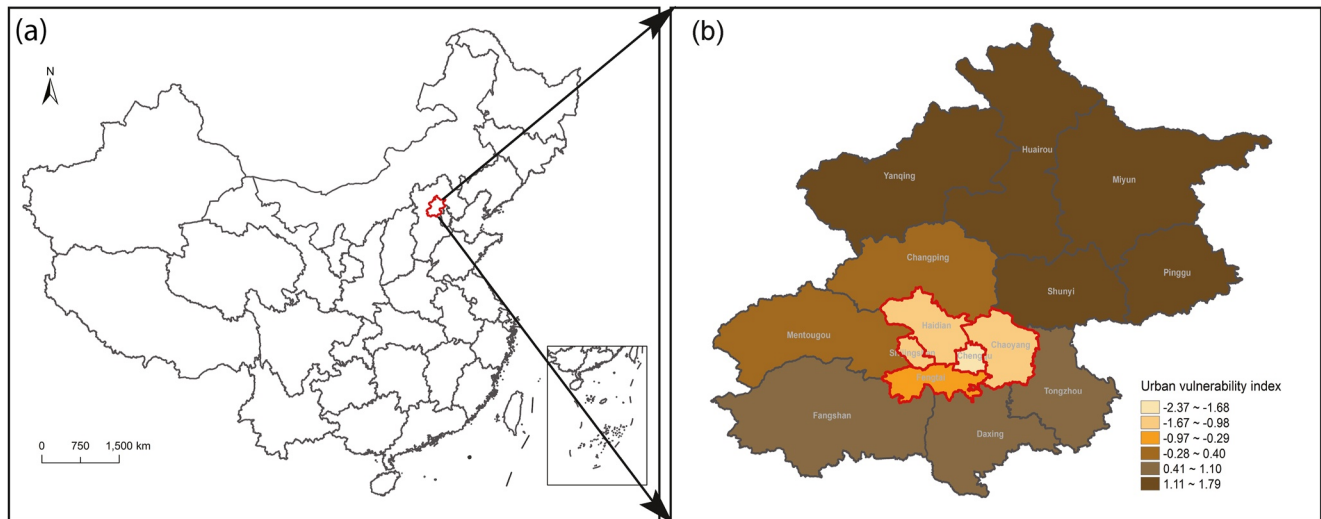 (a)
N
0 750 1,500 km
(b)
Huairou
Yanqing
Miyun
Changping
Pinggu
Shunyi
Mentougou
Haidian
Chaoyang
Tongzhou
Fangshan
Daxing
Urban vulnerability index
-2.37 ~ -1.68
-1.67 ~ -0.98
-0.97 ~ -0.29
-0.28 ~ 0.40
0.41 ~ 1.10
1.11 ~ 1.79